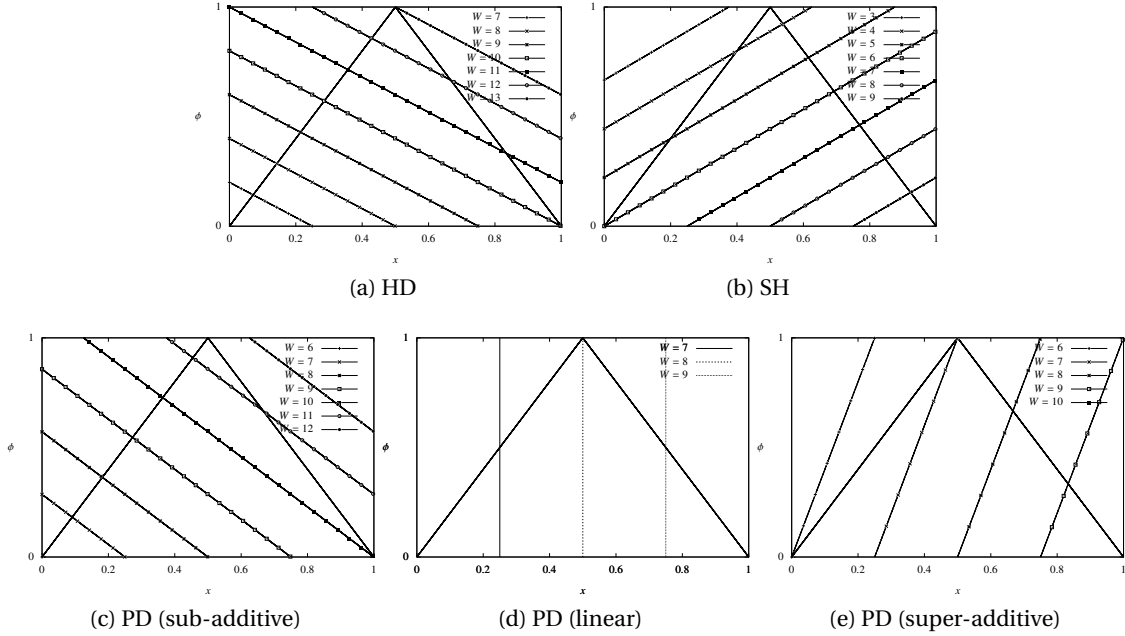 1
W = 7
W = 8
W = 9
W = 10
W = 11
W = 12
W = 13
ϕ
0
0 0.2 0.4 0.6 0.8 1
x
(a) HD
1
W = 3
W = 4
W = 5
W = 6
W = 7
W = 8
W = 9
ϕ
0
0 0.2 0.4 0.6 0.8 1
x
(b) SH
1
W = 6
W = 7
W = 8
W = 9
W = 10
W = 11
W = 12
ϕ
0
0 0.2 0.4 0.6 0.8 1
x
(c) PD (sub-additive)
1
W = 7
W = 8
W = 9
ϕ
0
0 0.2 0.4 0.6 0.8 1
x
(d) PD (linear)
1
W = 6
W = 7
W = 8
W = 9
W = 10
ϕ
0
0 0.2 0.4 0.6 0.8 1
x
(e) PD (super-additive)